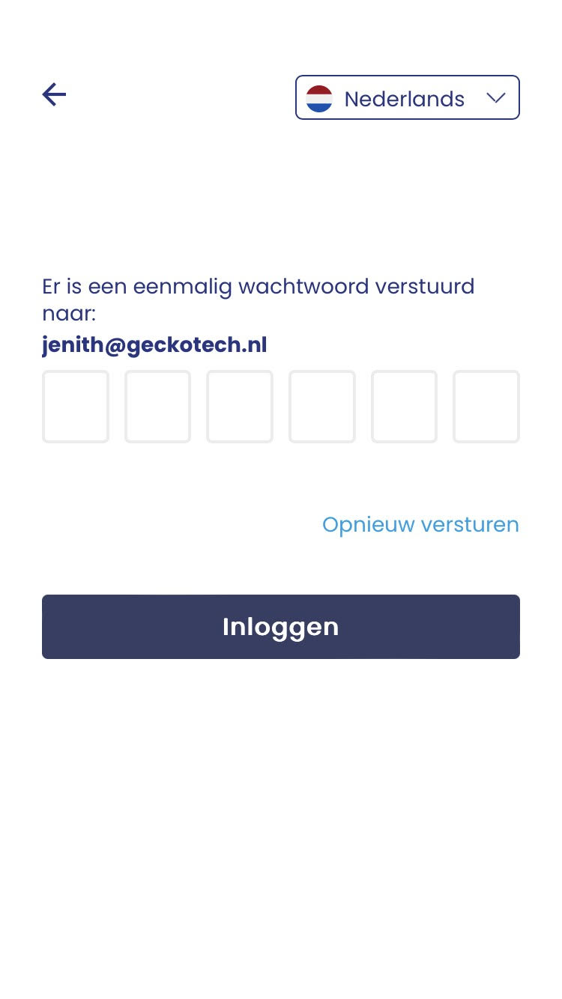 Nederlands
Er is een eenmalig wachtwoord verstuurd
naar:
jenith@geckotech.nl
Opnieuw versturen
Inloggen